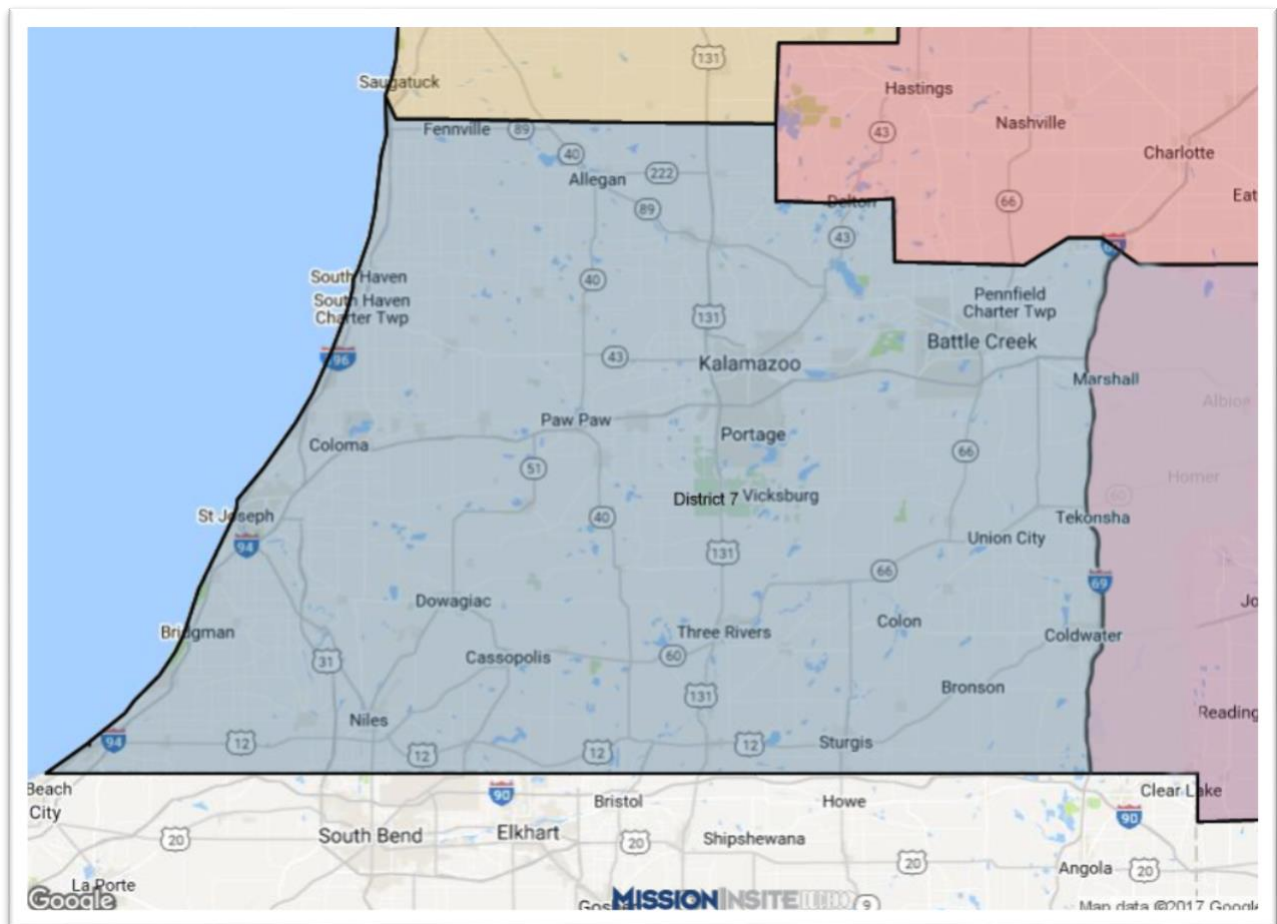 131
Saugatuck
Hastings
Fennville
89
43
Nashville
40
Charlotte
Allegan
222
66
Eat
89
Delton
43
South Haven
40
South Haven
Charter Twp
131
Pennfield
Charter Twp
96
43
Kalamazoo
Battle Creek
Marshall
Albion
Paw Paw
Coloma
Portage
66
51
Homer
District 7
Vicksburg
60
St Joseph
40
Tekonsha
94
131
Union City
66
69
Dowagiac
Colon
Jo
Bridgman
Three Rivers
Coldwater
31
Cassopolis
60
131
Bronson
Niles
Reading
94
12
12
12
12
Sturgis
Beach
City
90
Bristol
Howe
Clear Lake
90
20
South Bend
Elkhart
20
Shipshewana
20
Angola
20
La Porte
Google
MISSIONINSITE
9
Map data ©2017 Google